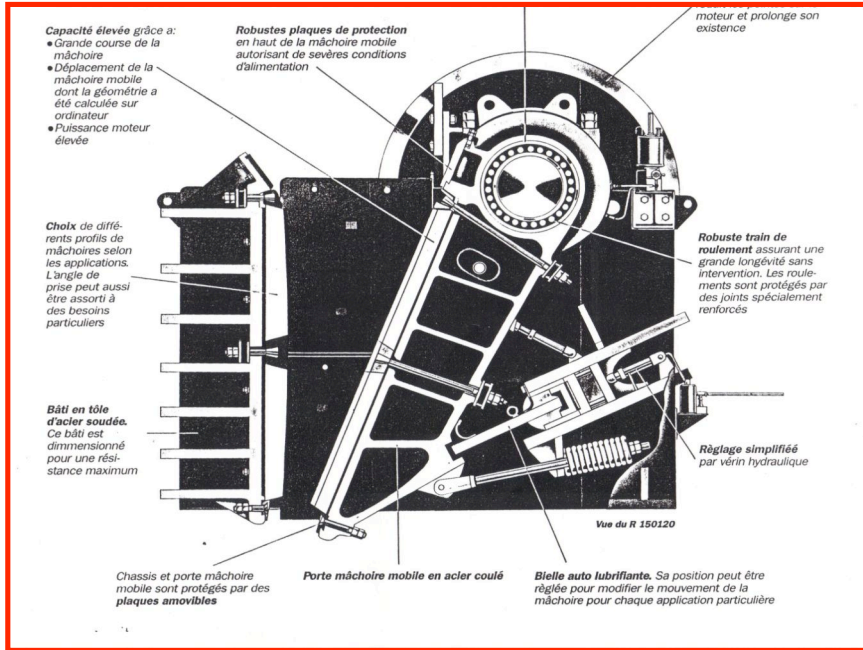 Capacité élevée grâce a:
• Grande course de la
mâchoire
• Déplacement de la
mâchoire mobile
dont la géométrie a
été calculée sur
ordinateur
• Puissance moteur
élevée
Robustes plaques de protection
en haut de la mâchoire mobile
autorisant de sevères conditions
d'alimentation
moteur et prolonge son
existence
Choix de diffé-
rents profils de
mâchoires selon
les applications.
L'angle de
prise peut aussi
être assorti à
des besoins
particuliers
Robuste train de
roulement assurant une
grande longévité sans
intervention. Les roule-
ments sont protégés par
des joints spécialement
renforcés
Bâti en tôle
d'acier soudée.
Ce bâti est
dimmensionné
pour une rési-
stance maximum
Règlage simplifiéé
par vérin hydraulique
Vue du R 150120
Chassis et porte mâchoire
mobile sont protégés par des
plaques amovibles
Porte mâchoire mobile en acier coulé
Bielle auto lubrifiante. Sa position peut être
règlée pour modifier le mouvement de la
mâchoire pour chaque application particulière